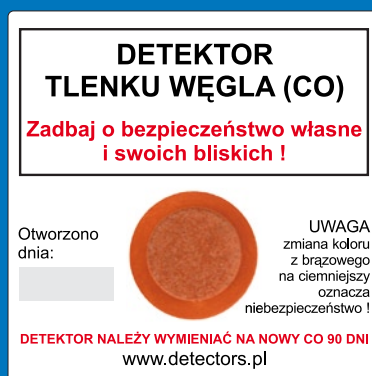 DETEKTOR
TLENKU WĘGLA (CO)
Zadbaj o bezpieczeństwo własne
i swoich bliskich !
Otworzono
dnia:
UWAGA
zmiana koloru
z brązowego
na ciemniejszy
oznacza
niebezpieczeństwo !
DETEKTOR NALEŻY WYMIENIAĆ NA NOWY CO 90 DNI
www.detectors.pl